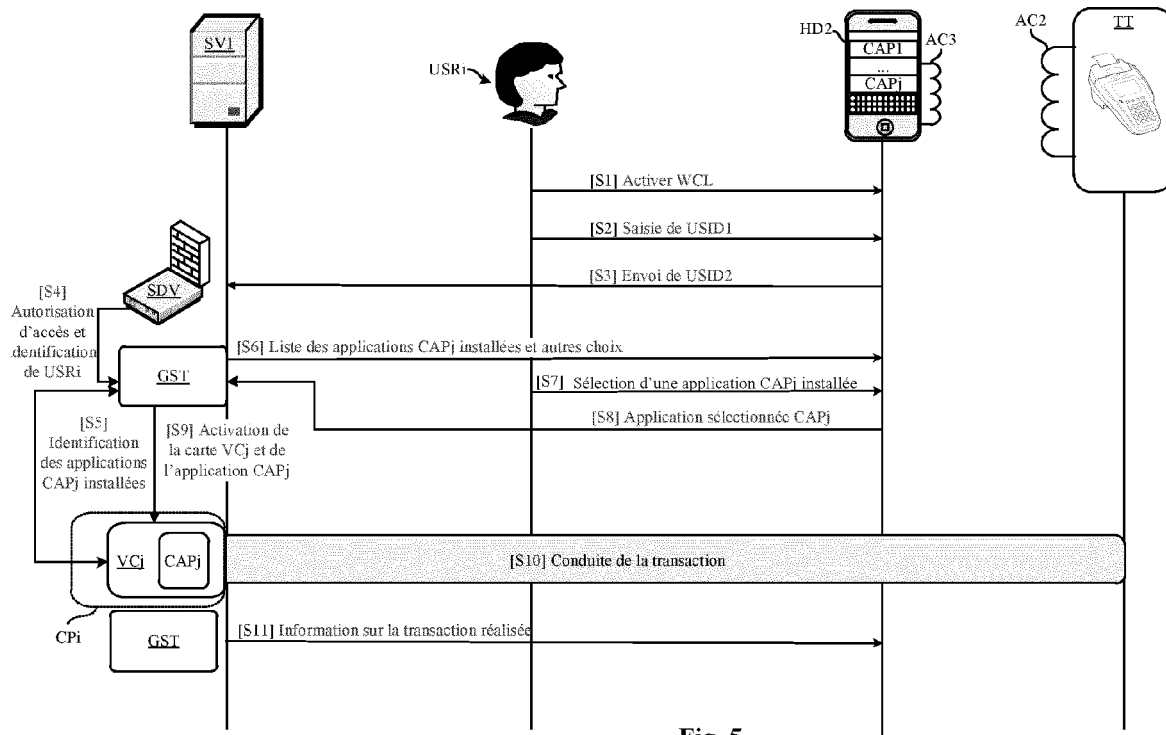 SV1
USRi
HD2
CAP1
...
CAPj
AC3
AC2
TT
[S1] Activer WCL
[S2] Saisie de USID1
[S3] Envoi de USID2
SDV
[S4]
Autorisation
d'accès et
identification
de USRi
GST
[S6] Liste des applications CAPj installées et autres choix
[S7] Sélection d'une application CAPj installée
[S8] Application sélectionnée CAPj
[S5]
Identification
des applications
CAPj installées
[S9] Activation de
la carte VCj et de
l'application CAPj
VCj
CAPj
[S10] Conduite de la transaction
CPi
GST
[S11] Information sur la transaction réalisée
Fig. 5